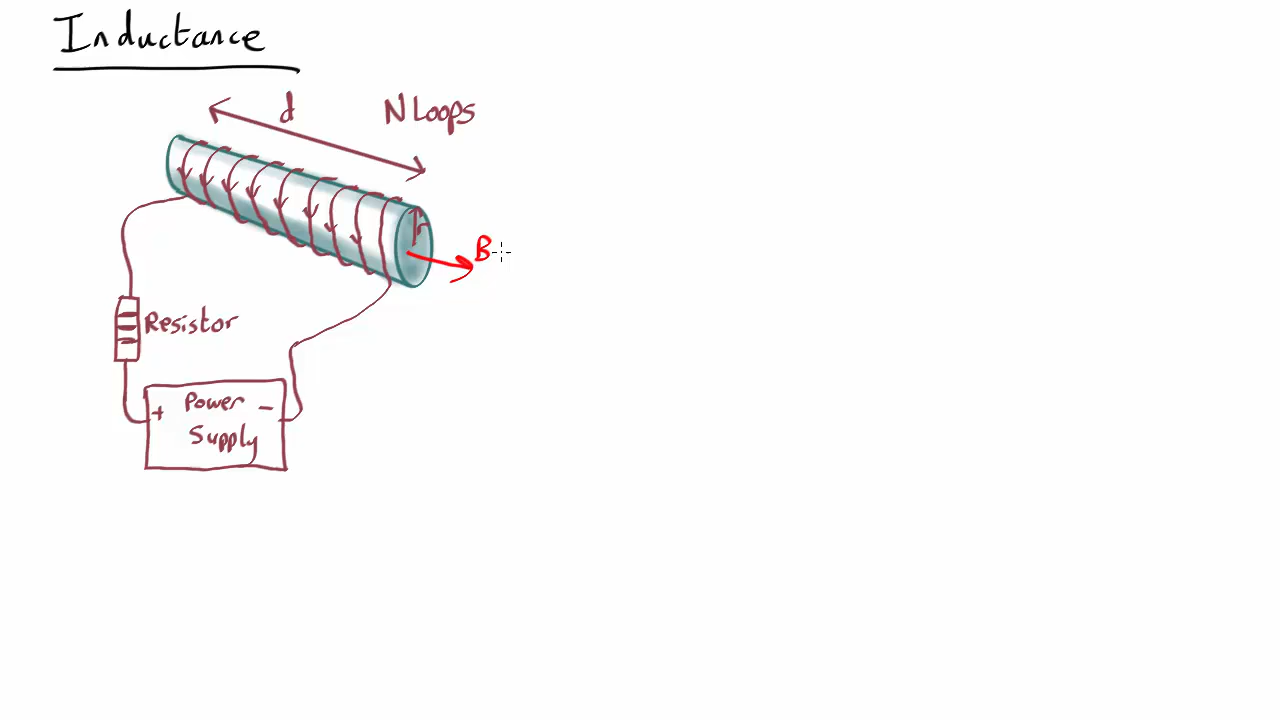 Inductance
d
N Loops
r
B
Resistor
+ Power -
Supply